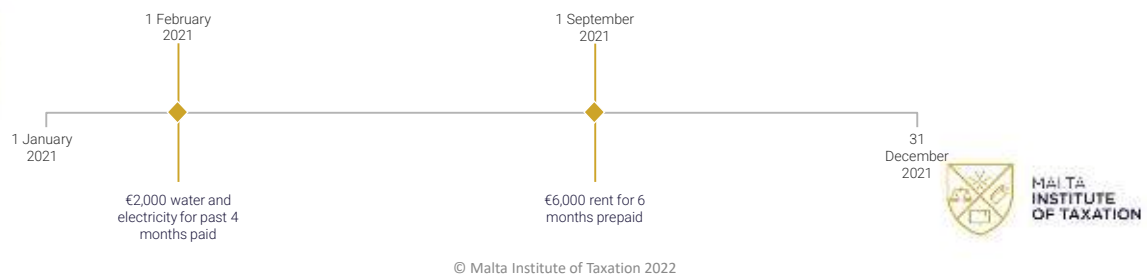 1 February
2021
1 September
2021
1 January
2021
31
December
2021
€2,000 water and
electricity for past 4
months paid
€6,000 rent for 6
months prepaid
MALTA
INSTITUTE
OF TAXATION
© Malta Institute of Taxation 2022